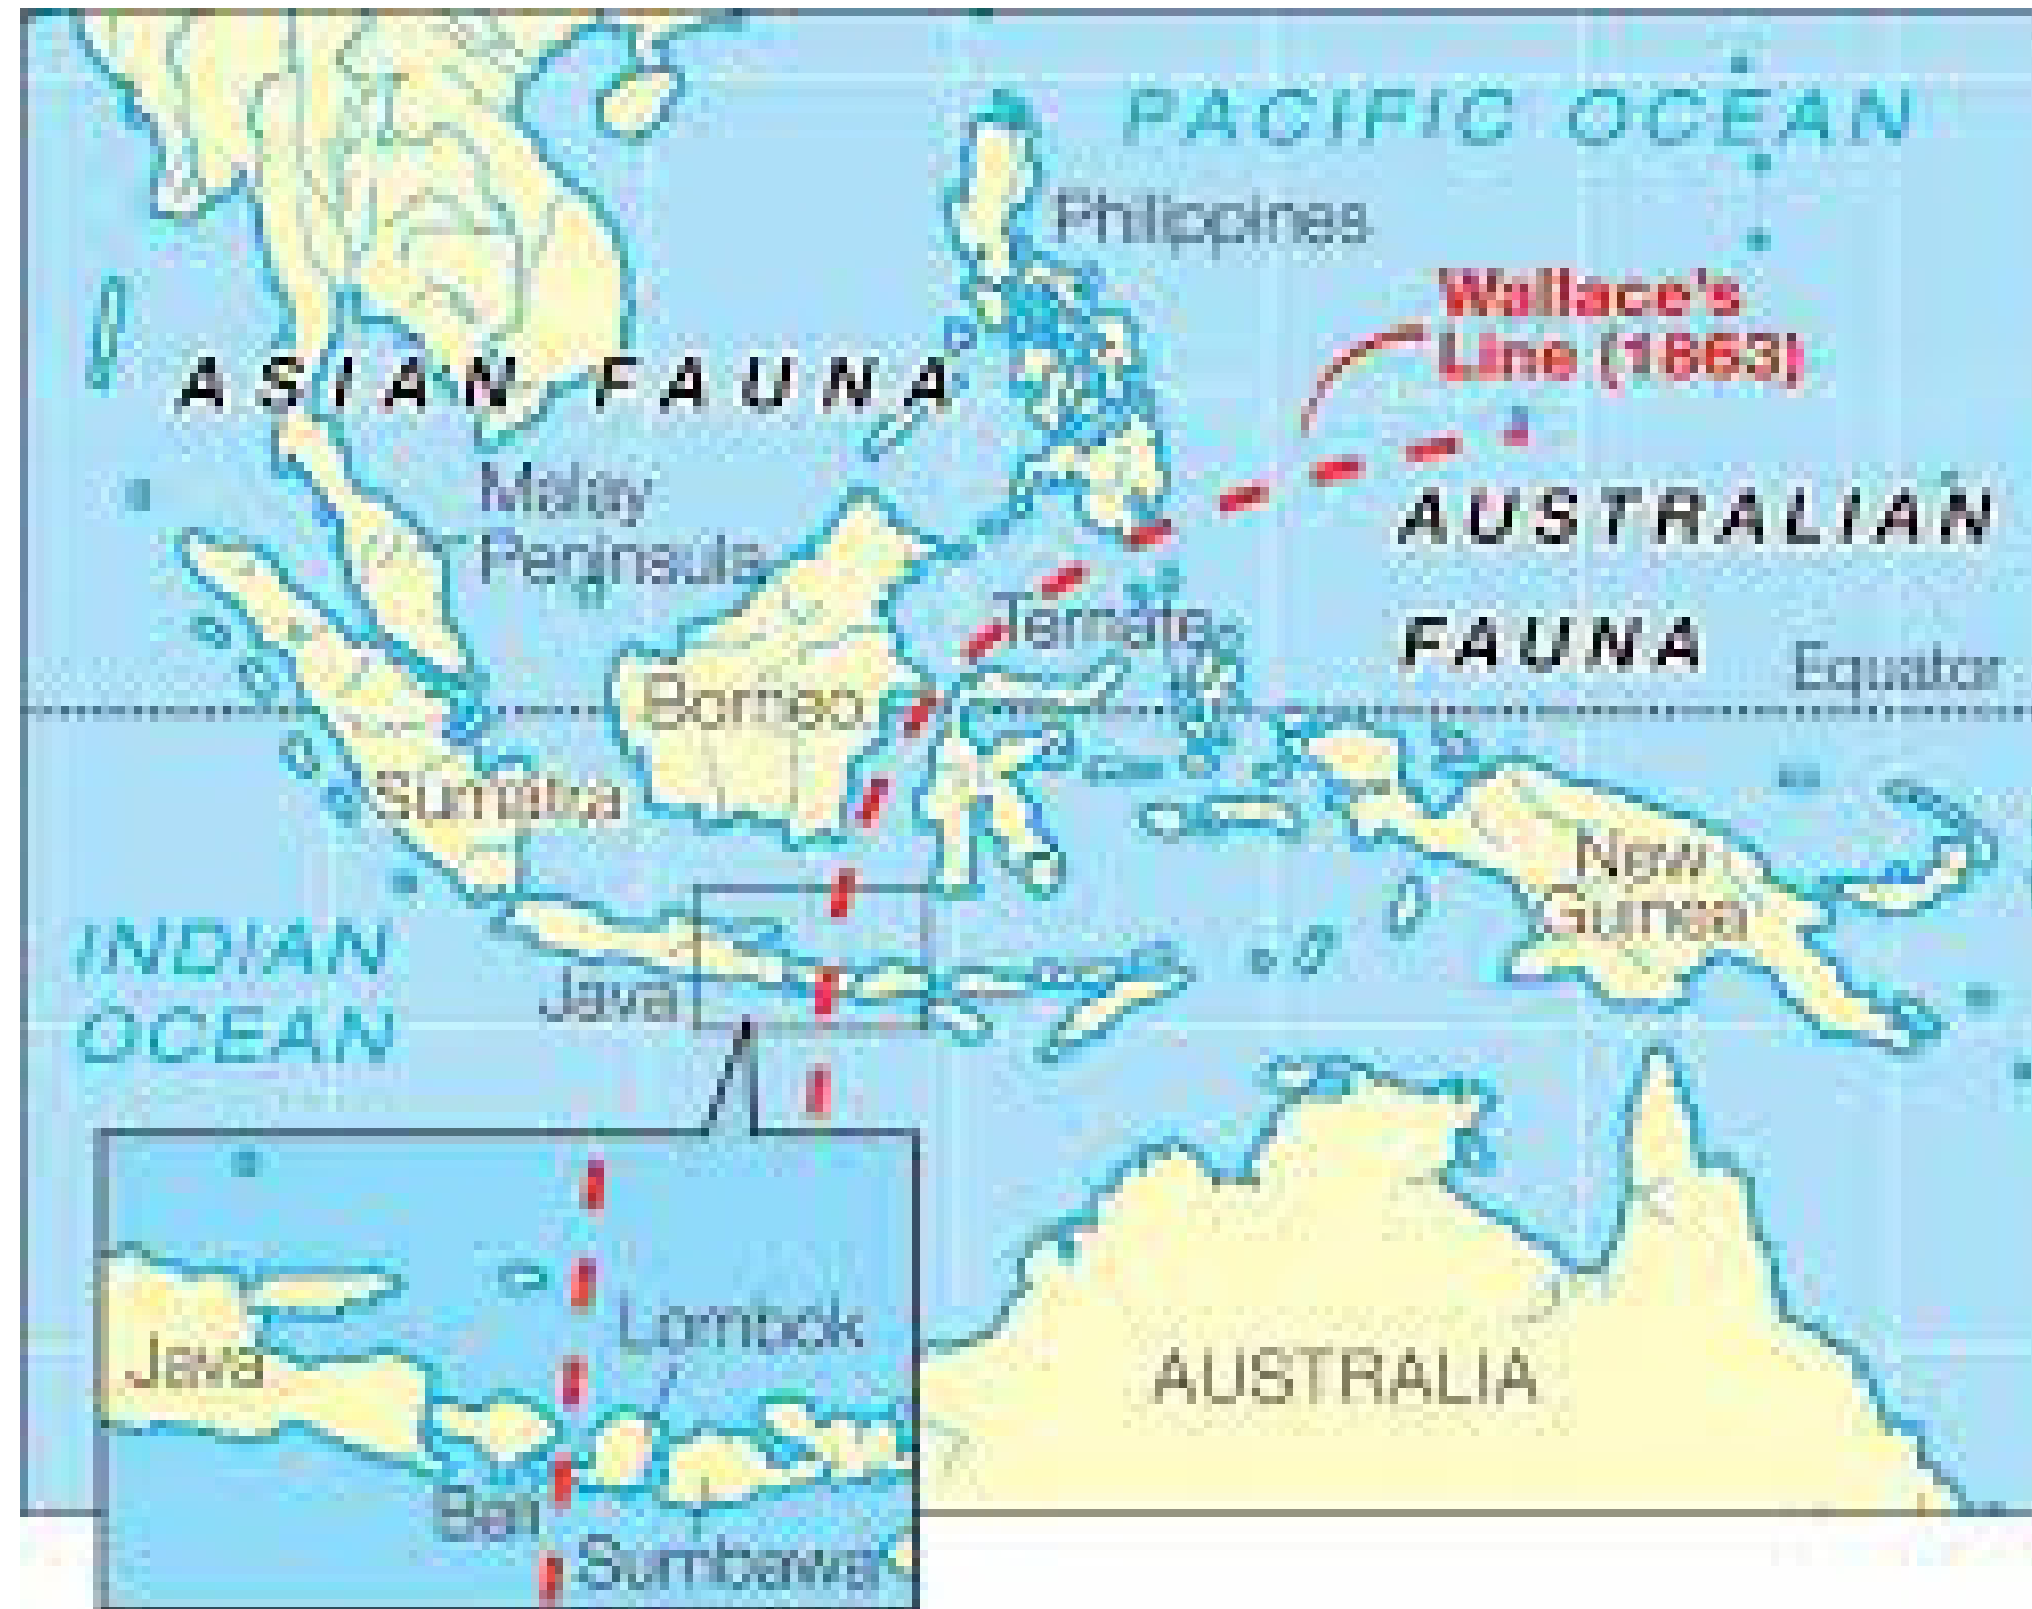 PACIFIC OCEAN
Philippines
Wallace's
Line (1863)
ASIAN FAUNA
Malay
Peninsula
AUSTRALIAN
FAUNA
Ternate
Equator
Borneo
Sumatra
New
Guinea
INDIAN
OCEAN
Java
Lombok
Java
AUSTRALIA
Bali
Sumbawa